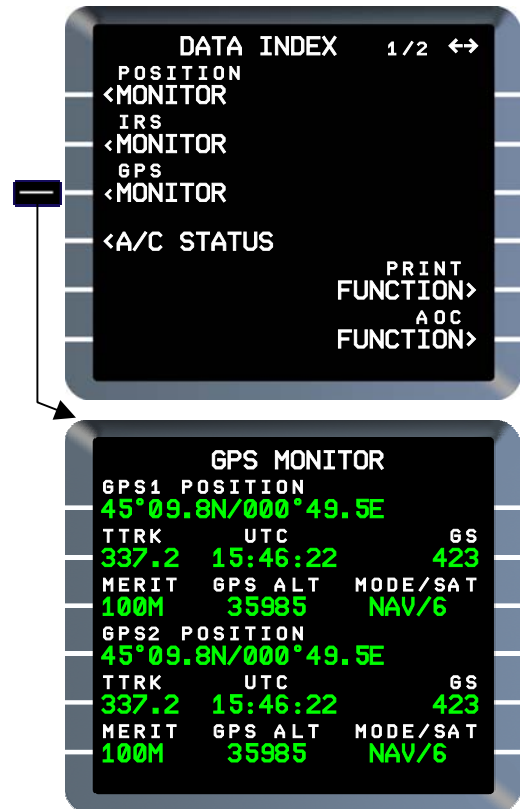 DATA INDEX 1/2 ←→
POSITION
<MONITOR
IRS
<MONITOR
GPS
<MONITOR
<A/C STATUS
PRINT
FUNCTION>
AOC
FUNCTION>
GPS MONITOR
GPS1 POSITION
45°09.8N/000°49.5E
TTRK UTC GS
337.2 15:46:22 423
MERIT GPS ALT MODE/SAT
100M 35985 NAV/6
GPS2 POSITION
45°09.8N/000°49.5E
TTRK UTC GS
337.2 15:46:22 423
MERIT GPS ALT MODE/SAT
100M 35985 NAV/6